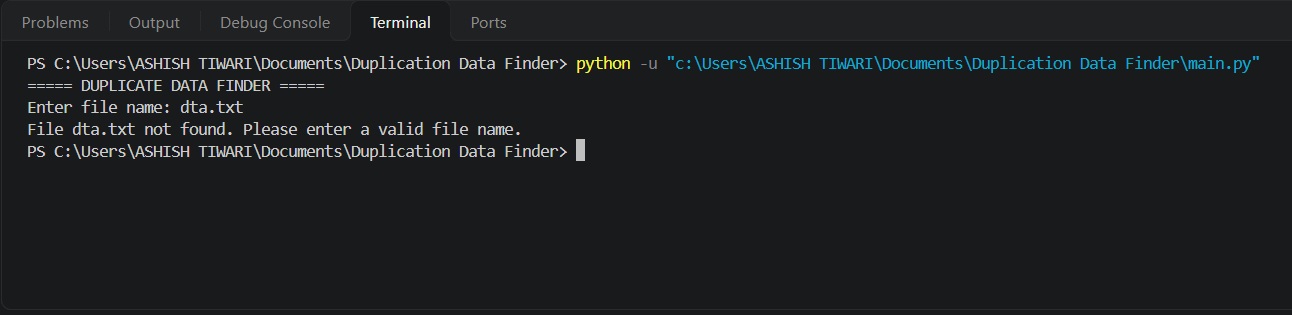 Problems Output Debug Console Terminal Ports
PS C:\Users\ASHISH TIWARI\Documents\Duplication Data Finder> python -u "c:\Users\ASHISH TIWARI\Documents\Duplication Data Finder\main.py"
===== DUPLICATE DATA FINDER =====
Enter file name: dta.txt
File dta.txt not found. Please enter a valid file name.
PS C:\Users\ASHISH TIWARI\Documents\Duplication Data Finder>